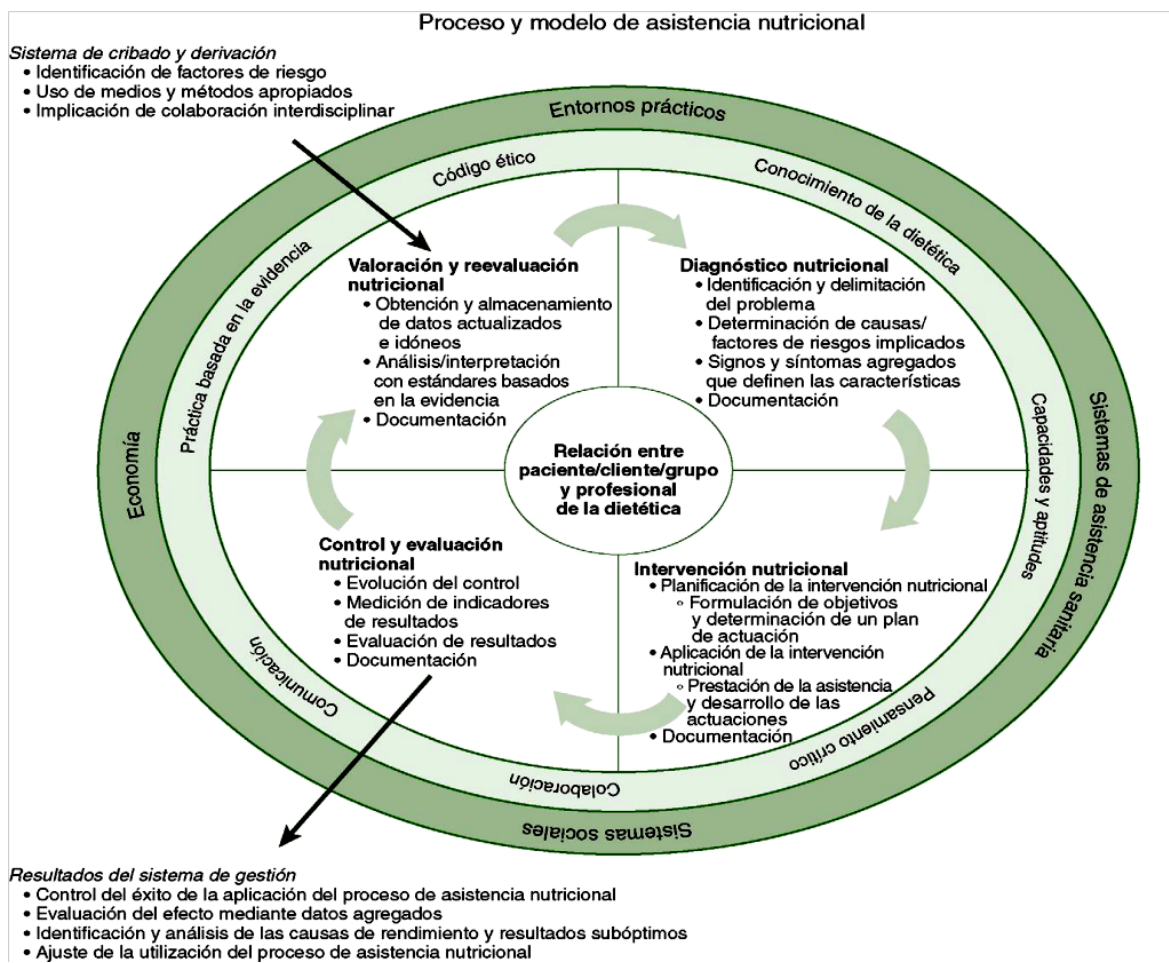 Proceso y modelo de asistencia nutricional
Sistema de cribado y derivación
• Identificación de factores de riesgo
• Uso de medios y métodos apropiados
• Implicación de colaboración interdisciplinar
Entornos prácticos
Código ético
Conocimiento de la dietética
Práctica basada en la evidencia
Economía
Valoración y reevaluación
nutricional
• Obtención y almacenamiento
de datos actualizados
e idóneos
• Análisis/interpretación
con estándares basados
en la evidencia
• Documentación
Diagnóstico nutricional
• Identificación y delimitación
del problema
• Determinación de causas/
factores de riesgos implicados
• Signos y síntomas agregados
que definen las características
• Documentación
Capacidades y aptitudes
Sistemas de asistencia sanitaria
Relación entre
paciente/cliente/grupo
y profesional
de la dietética
Control y evaluación
nutricional
• Evolución del control
• Medición de indicadores
de resultados
• Evaluación de resultados
• Documentación
Intervención nutricional
• Planificación de la intervención nutricional
○ Formulación de objetivos
y determinación de un plan
de actuación
• Aplicación de la intervención
nutricional
○ Prestación de la asistencia
y desarrollo de las
actuaciones
• Documentación
Comunicación
Colaboración
Pensamiento crítico
Sistemas sociales
Resultados del sistema de gestión
• Control del éxito de la aplicación del proceso de asistencia nutricional
• Evaluación del efecto mediante datos agregados
• Identificación y análisis de las causas de rendimiento y resultados subóptimos
• Ajuste de la utilización del proceso de asistencia nutricional